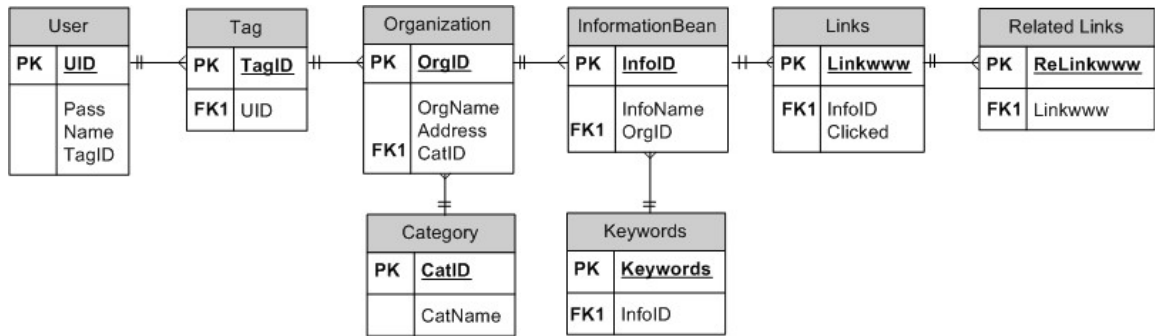 User
PK UID
Pass
Name
TagID
Tag
PK TagID
FK1 UID
Organization
PK OrgID
OrgName
Address
FK1 CatID
InformationBean
PK InfoID
InfoName
FK1 OrgID
Links
PK Linkwww
FK1 InfoID
Clicked
Related Links
PK ReLinkwww
FK1 Linkwww
Category
PK CatID
CatName
Keywords
PK Keywords
FK1 InfoID